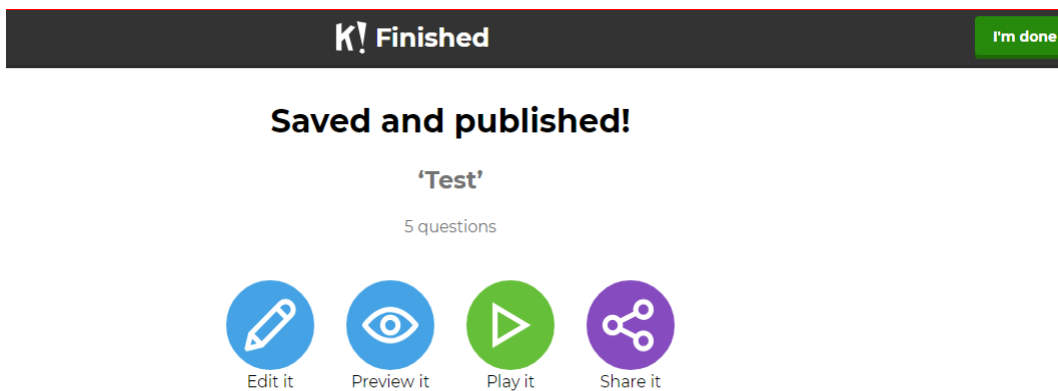 K! Finished
I'm done
Saved and published!
‘Test’
5 questions
Edit it
Preview it
Play it
Share it